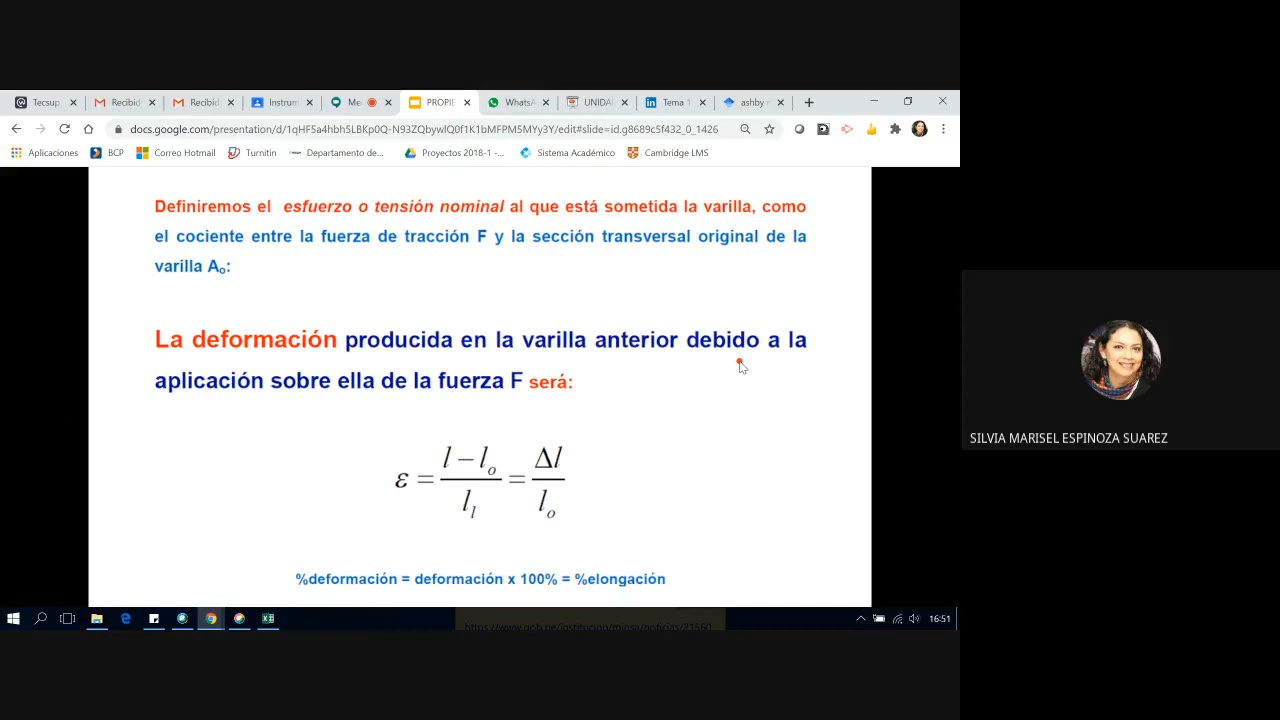 Tecsup
Recibid
Recibid
Instrum
Me
PROPIE
WhatsA
UNIDA
Tema 1
ashby
docs.google.com/presentation/d/1qHF5a4hbh5LBKp0Q-N93ZQbywlQ0f1K1bMFPM5MYy3Y/edit#slide=id.g8689c5f432_0_1426
Aplicaciones
BCP
Correo Hotmail
Turnitin
Departamento de...
Proyectos 2018-1 -...
Sistema Académico
Cambridge LMS
Definiremos el esfuerzo o tensión nominal al que está sometida la varilla, como
el cociente entre la fuerza de tracción F y la sección transversal original de la
varilla Aₒ:
La deformación producida en la varilla anterior debido a la
aplicación sobre ella de la fuerza F será:
ε = (l − lₒ) / lₗ = Δl / lₒ
%deformación = deformación x 100% = %elongación
SILVIA MARISEL ESPINOZA SUAREZ
16:51